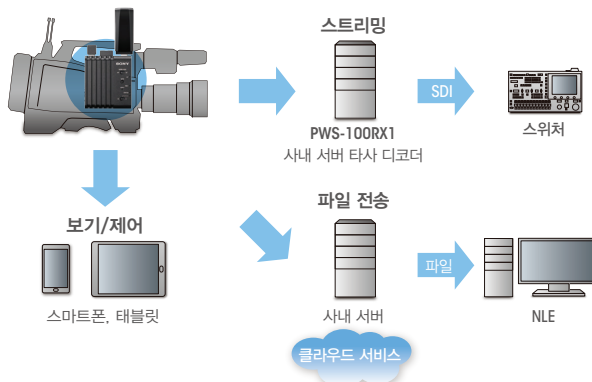 SONY
스트리밍
SDI
PWS-100RX1
사내 서버 타사 디코더
스위처
보기/제어
스마트폰, 태블릿
파일 전송
파일
사내 서버
NLE
클라우드 서비스